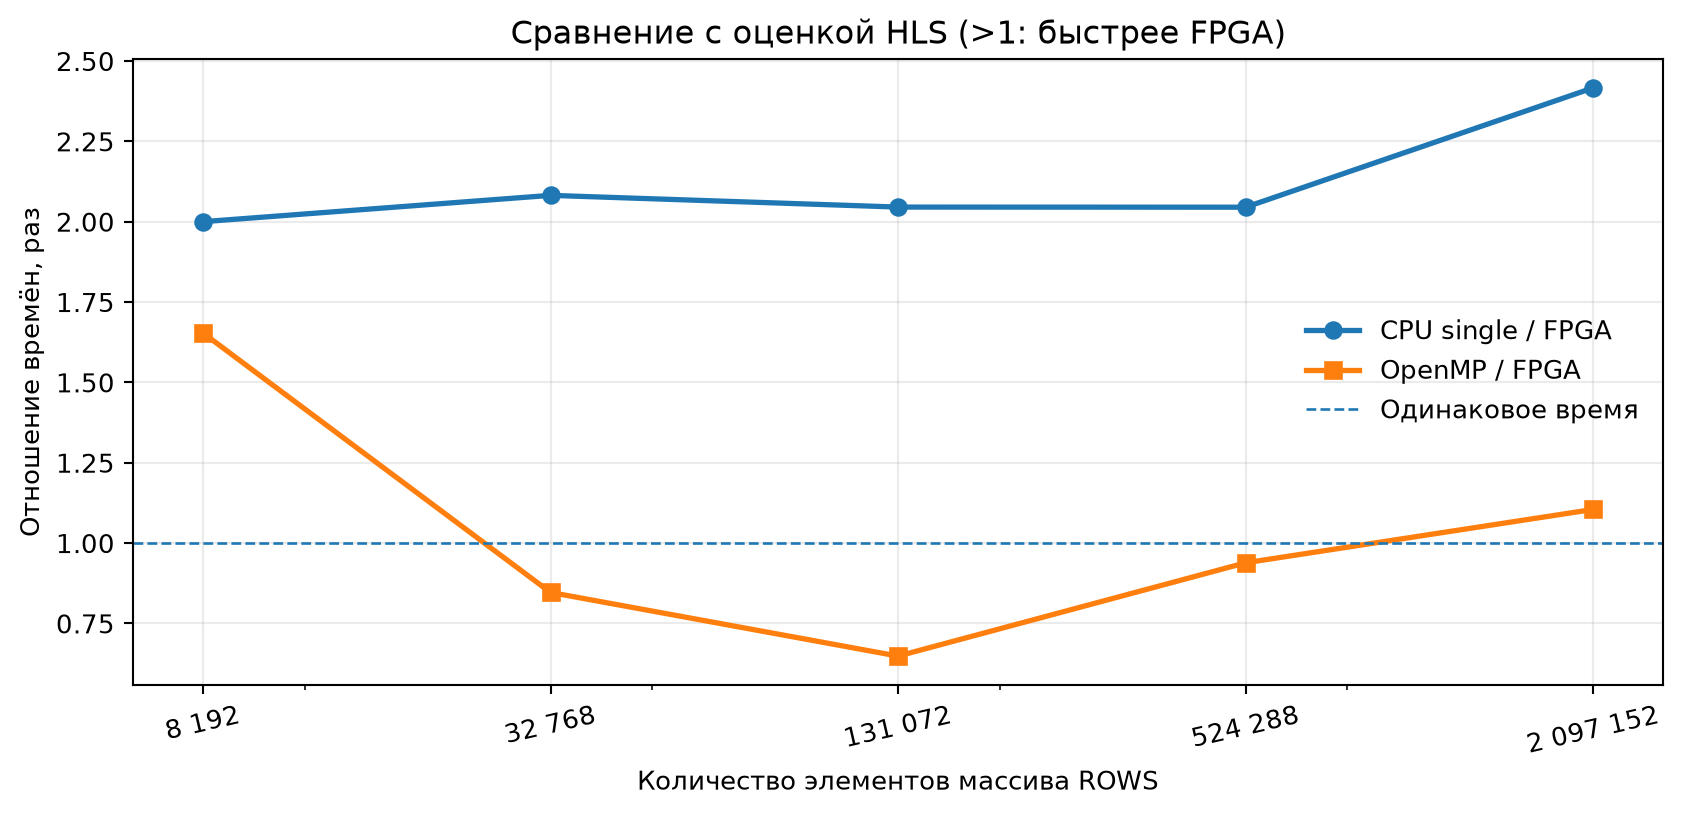 Сравнение с оценкой HLS (>1: быстрее FPGA)
Отношение времён, раз
2.50
2.25
2.00
1.75
1.50
1.25
1.00
0.75
CPU single / FPGA
OpenMP / FPGA
Одинаковое время
8 192
32 768
131 072
524 288
2 097 152
Количество элементов массива ROWS